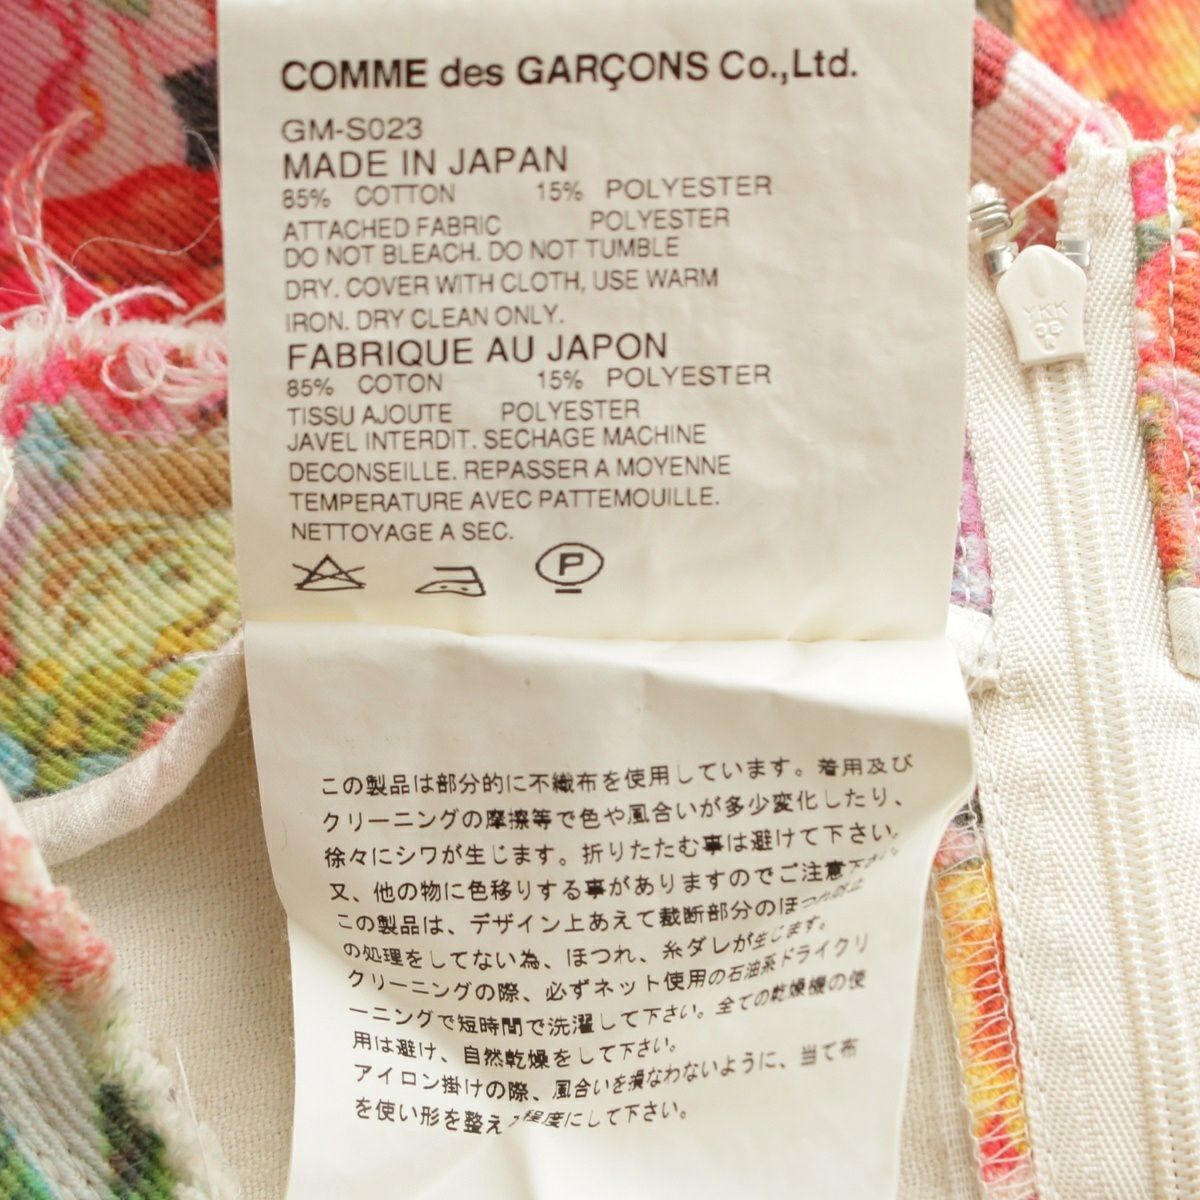 COMME des GARÇONS Co.,Ltd.
GM-S023
MADE IN JAPAN
85% COTTON 15% POLYESTER
ATTACHED FABRIC POLYESTER
DO NOT BLEACH. DO NOT TUMBLE
DRY. COVER WITH CLOTH, USE WARM
IRON. DRY CLEAN ONLY.
FABRIQUE AU JAPON
85% COTON 15% POLYESTER
TISSU AJOUTE POLYESTER
JAVEL INTERDIT. SECHAGE MACHINE
DECONSEILLE. REPASSER A MOYENNE
TEMPERATURE AVEC PATTEMOUILLE.
NETTOYAGE A SEC.
P
この製品は部分的に不織布を使用しています。着用及び
クリーニングの摩擦等で色や風合いが多少変化したり、
徐々にシワが生じます。折りたたむ事は避けて下さい。
又、他の物に色移りする事がありますのでご注意下さい
この製品は、デザイン上あえて裁断部分のほつれ防止
の処理をしてない為、ほつれ、糸ダレが生じます。
クリーニングの際、必ずネット使用の石油系ドライクリ
ーニングで短時間で洗濯して下さい。全ての乾燥機の使
用は避け、自然乾燥をして下さい。
アイロン掛けの際、風合いを損なわないように、当て布
を使い形を整え程度にして下さい。
YKK